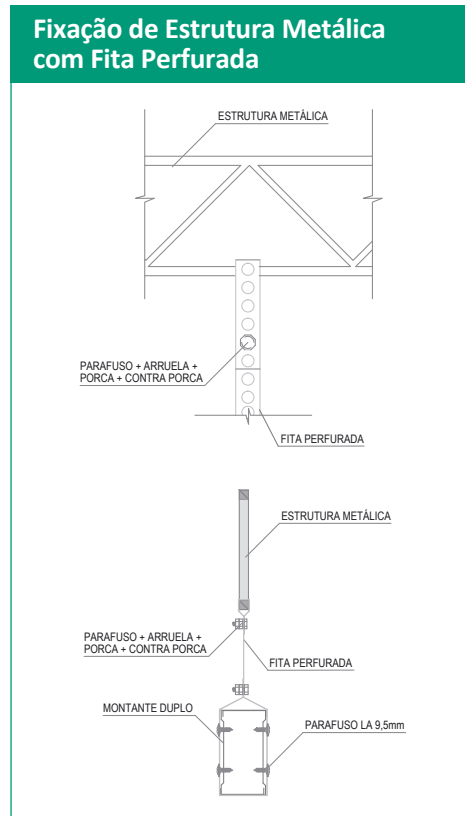 Fixação de Estrutura Metálica
com Fita Perfurada
ESTRUTURA METÁLICA
PARAFUSO + ARRUELA +
PORCA + CONTRA PORCA
FITA PERFURADA
ESTRUTURA METÁLICA
PARAFUSO + ARRUELA +
PORCA + CONTRA PORCA
FITA PERFURADA
MONTANTE DUPLO
PARAFUSO LA 9,5mm